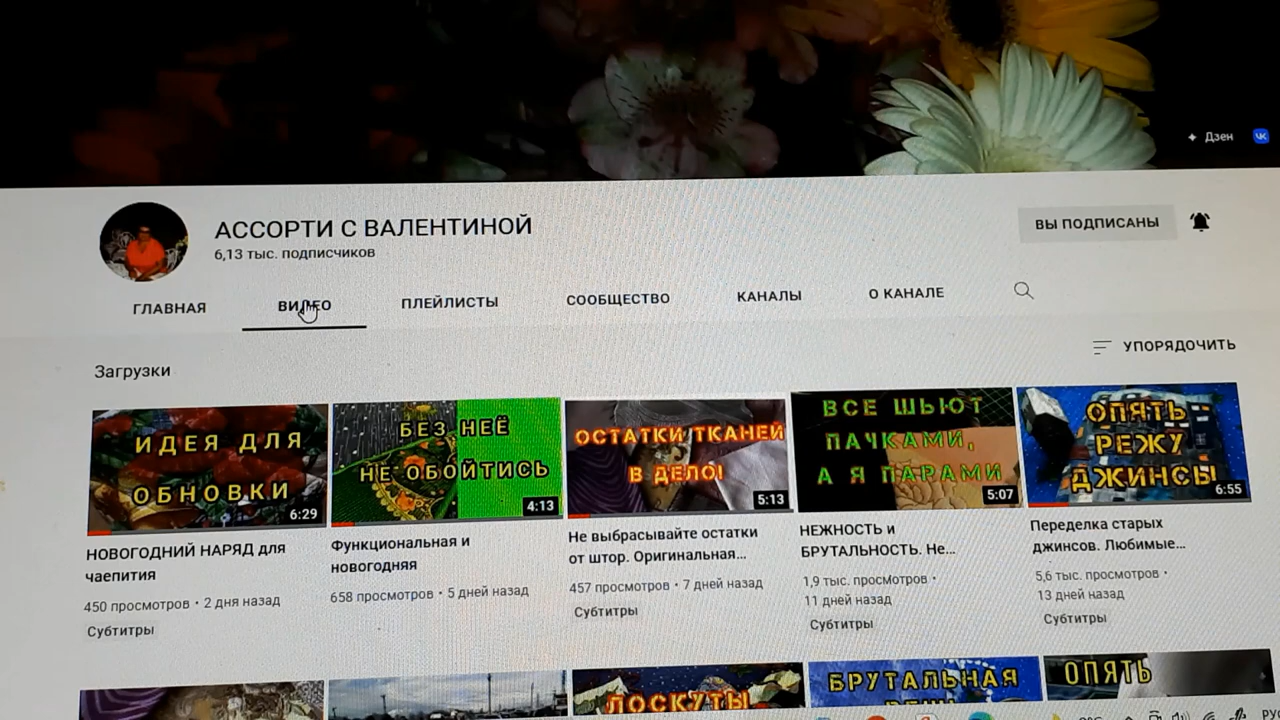 Дзен
АССОРТИ С ВАЛЕНТИНОЙ
6,13 тыс. подписчиков
ВЫ ПОДПИСАНЫ
ГЛАВНАЯ ВИДЕО ПЛЕЙЛИСТЫ СООБЩЕСТВО КАНАЛЫ О КАНАЛЕ
Загрузки
УПОРЯДОЧИТЬ
ИДЕЯ ДЛЯ
ОБНОВКИ
6:29
НОВОГОДНИЙ НАРЯД для
чаепития
450 просмотров • 2 дня назад
Субтитры
БЕЗ НЕЁ
НЕ ОБОЙТИСЬ
4:13
Функциональная и
новогодняя
658 просмотров • 5 дней назад
ОСТАТКИ ТКАНЕЙ
В ДЕЛО!
5:13
Не выбрасывайте остатки
от штор. Оригинальная...
457 просмотров • 7 дней назад
Субтитры
ВСЕ ШЬЮТ
ПАЧКАМИ,
А Я ПАРАМИ
5:07
НЕЖНОСТЬ и
БРУТАЛЬНОСТЬ. Не...
1,9 тыс. просмотров •
11 дней назад
Субтитры
ОПЯТЬ
РЕЖУ
ДЖИНСЫ
6:55
Переделка старых
джинсов. Любимые...
5,6 тыс. просмотров •
13 дней назад
Субтитры
ЛОСКУТЫ
БРУТАЛЬНАЯ
ОПЯТЬ